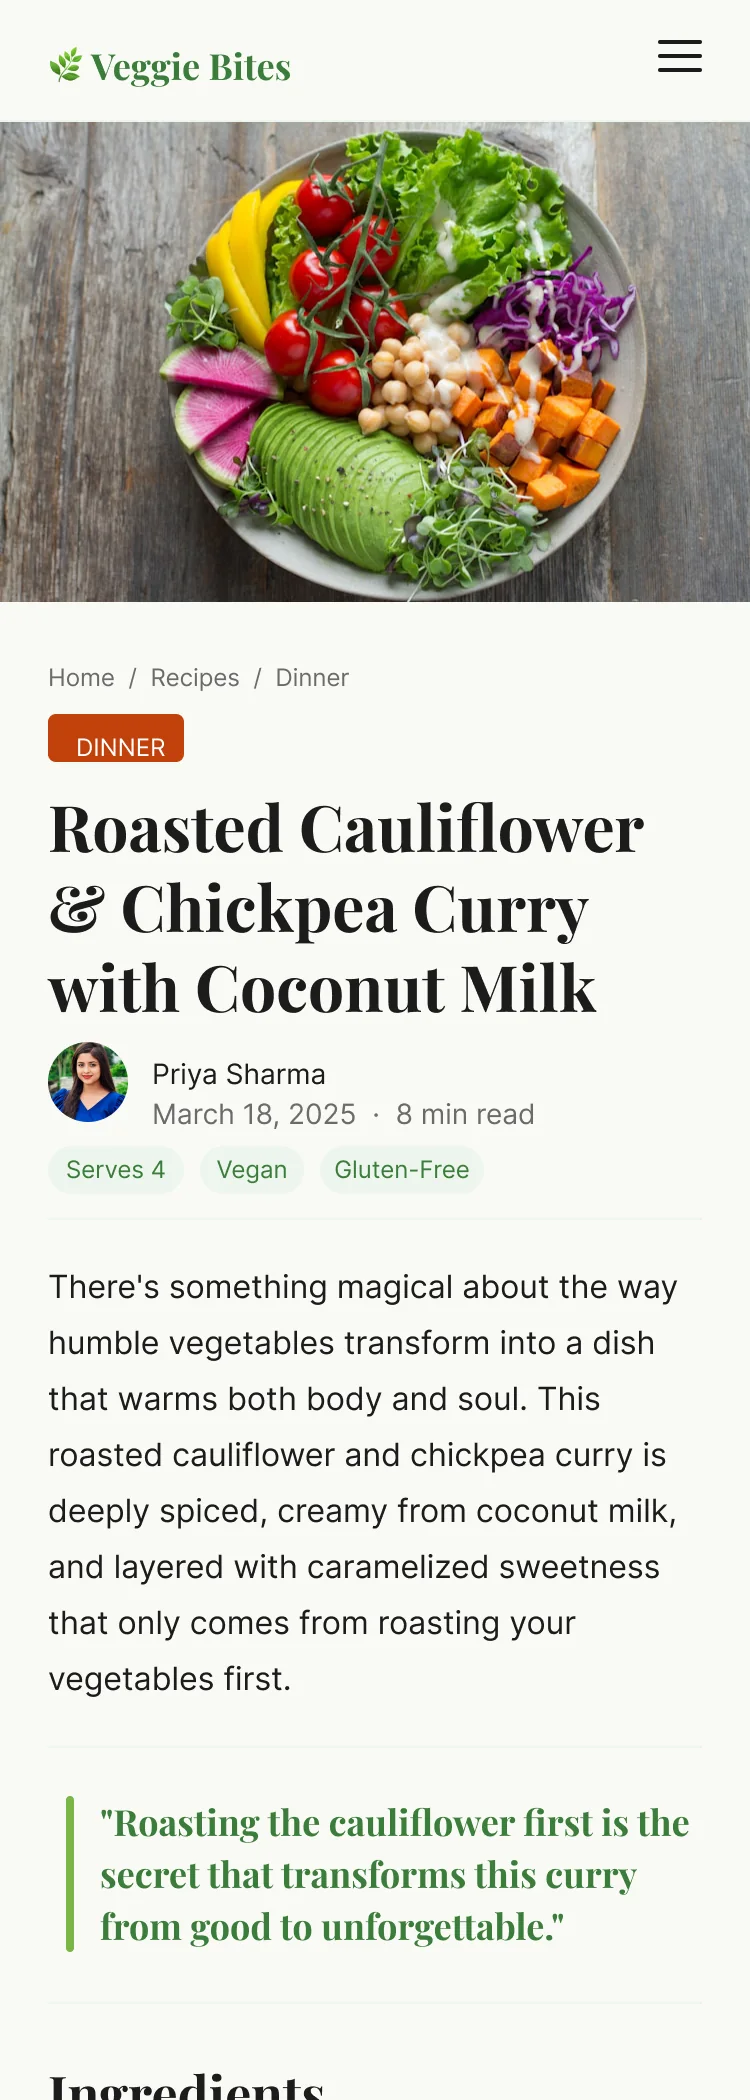 Veggie Bites
Home / Recipes / Dinner
DINNER
Roasted Cauliflower
& Chickpea Curry
with Coconut Milk
Priya Sharma
March 18, 2025 · 8 min read
Serves 4 Vegan Gluten-Free
There's something magical about the way
humble vegetables transform into a dish
that warms both body and soul. This
roasted cauliflower and chickpea curry is
deeply spiced, creamy from coconut milk,
and layered with caramelized sweetness
that only comes from roasting your
vegetables first.
"Roasting the cauliflower first is the
secret that transforms this curry
from good to unforgettable."
Ingredients